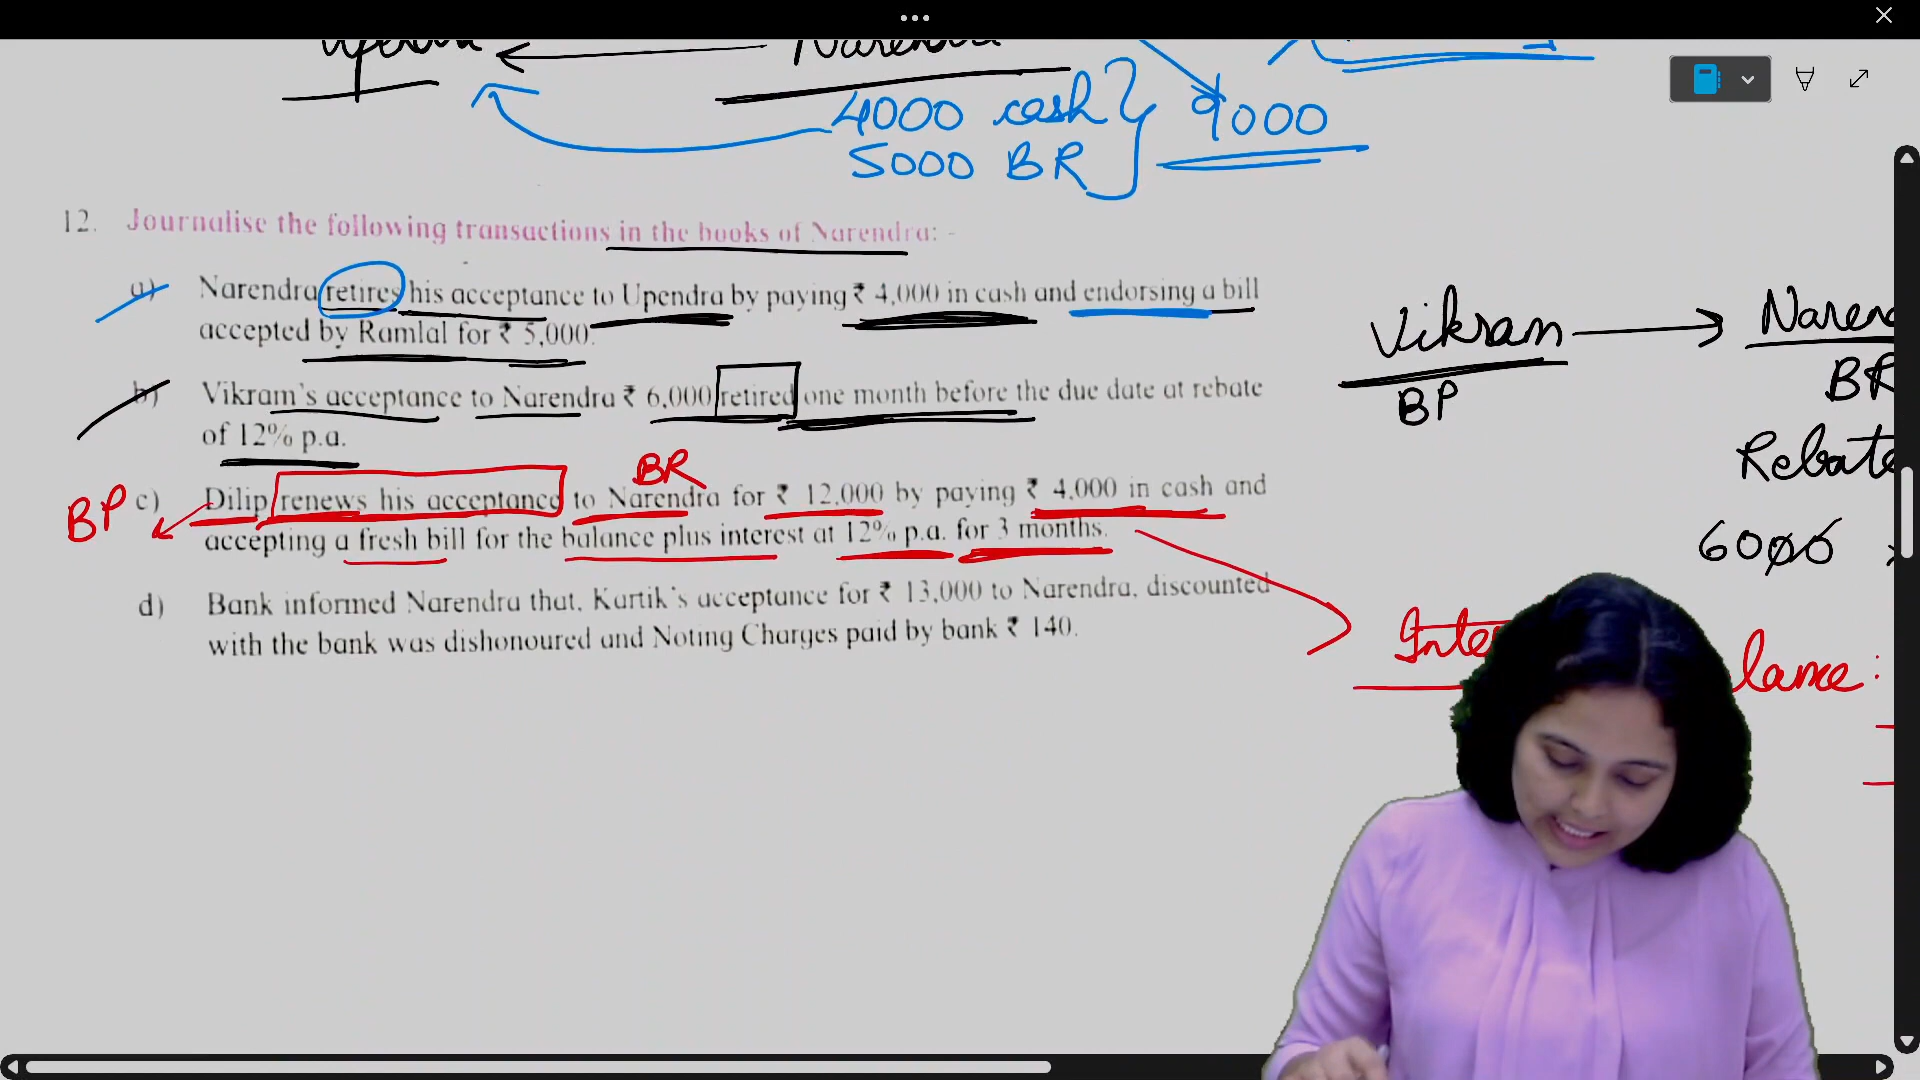 4000 cash
9000
5000 BR
12. Journalise the following transactions in the books of Narendra: -
a) Narendra retires his acceptance to Upendra by paying ₹ 4,000 in cash and endorsing a bill
accepted by Ramlal for ₹ 5,000.
b) Vikram's acceptance to Narendra ₹ 6,000 retired one month before the due date at rebate
of 12% p.a.
Vikram
BP
BR
BP
BR
c) Dilip renews his acceptance to Narendra for ₹ 12,000 by paying ₹ 4,000 in cash and
accepting a fresh bill for the balance plus interest at 12% p.a. for 3 months.
6000
d) Bank informed Narendra that, Kartik's acceptance for ₹ 13,000 to Narendra, discounted
with the bank was dishonoured and Noting Charges paid by bank ₹ 140.